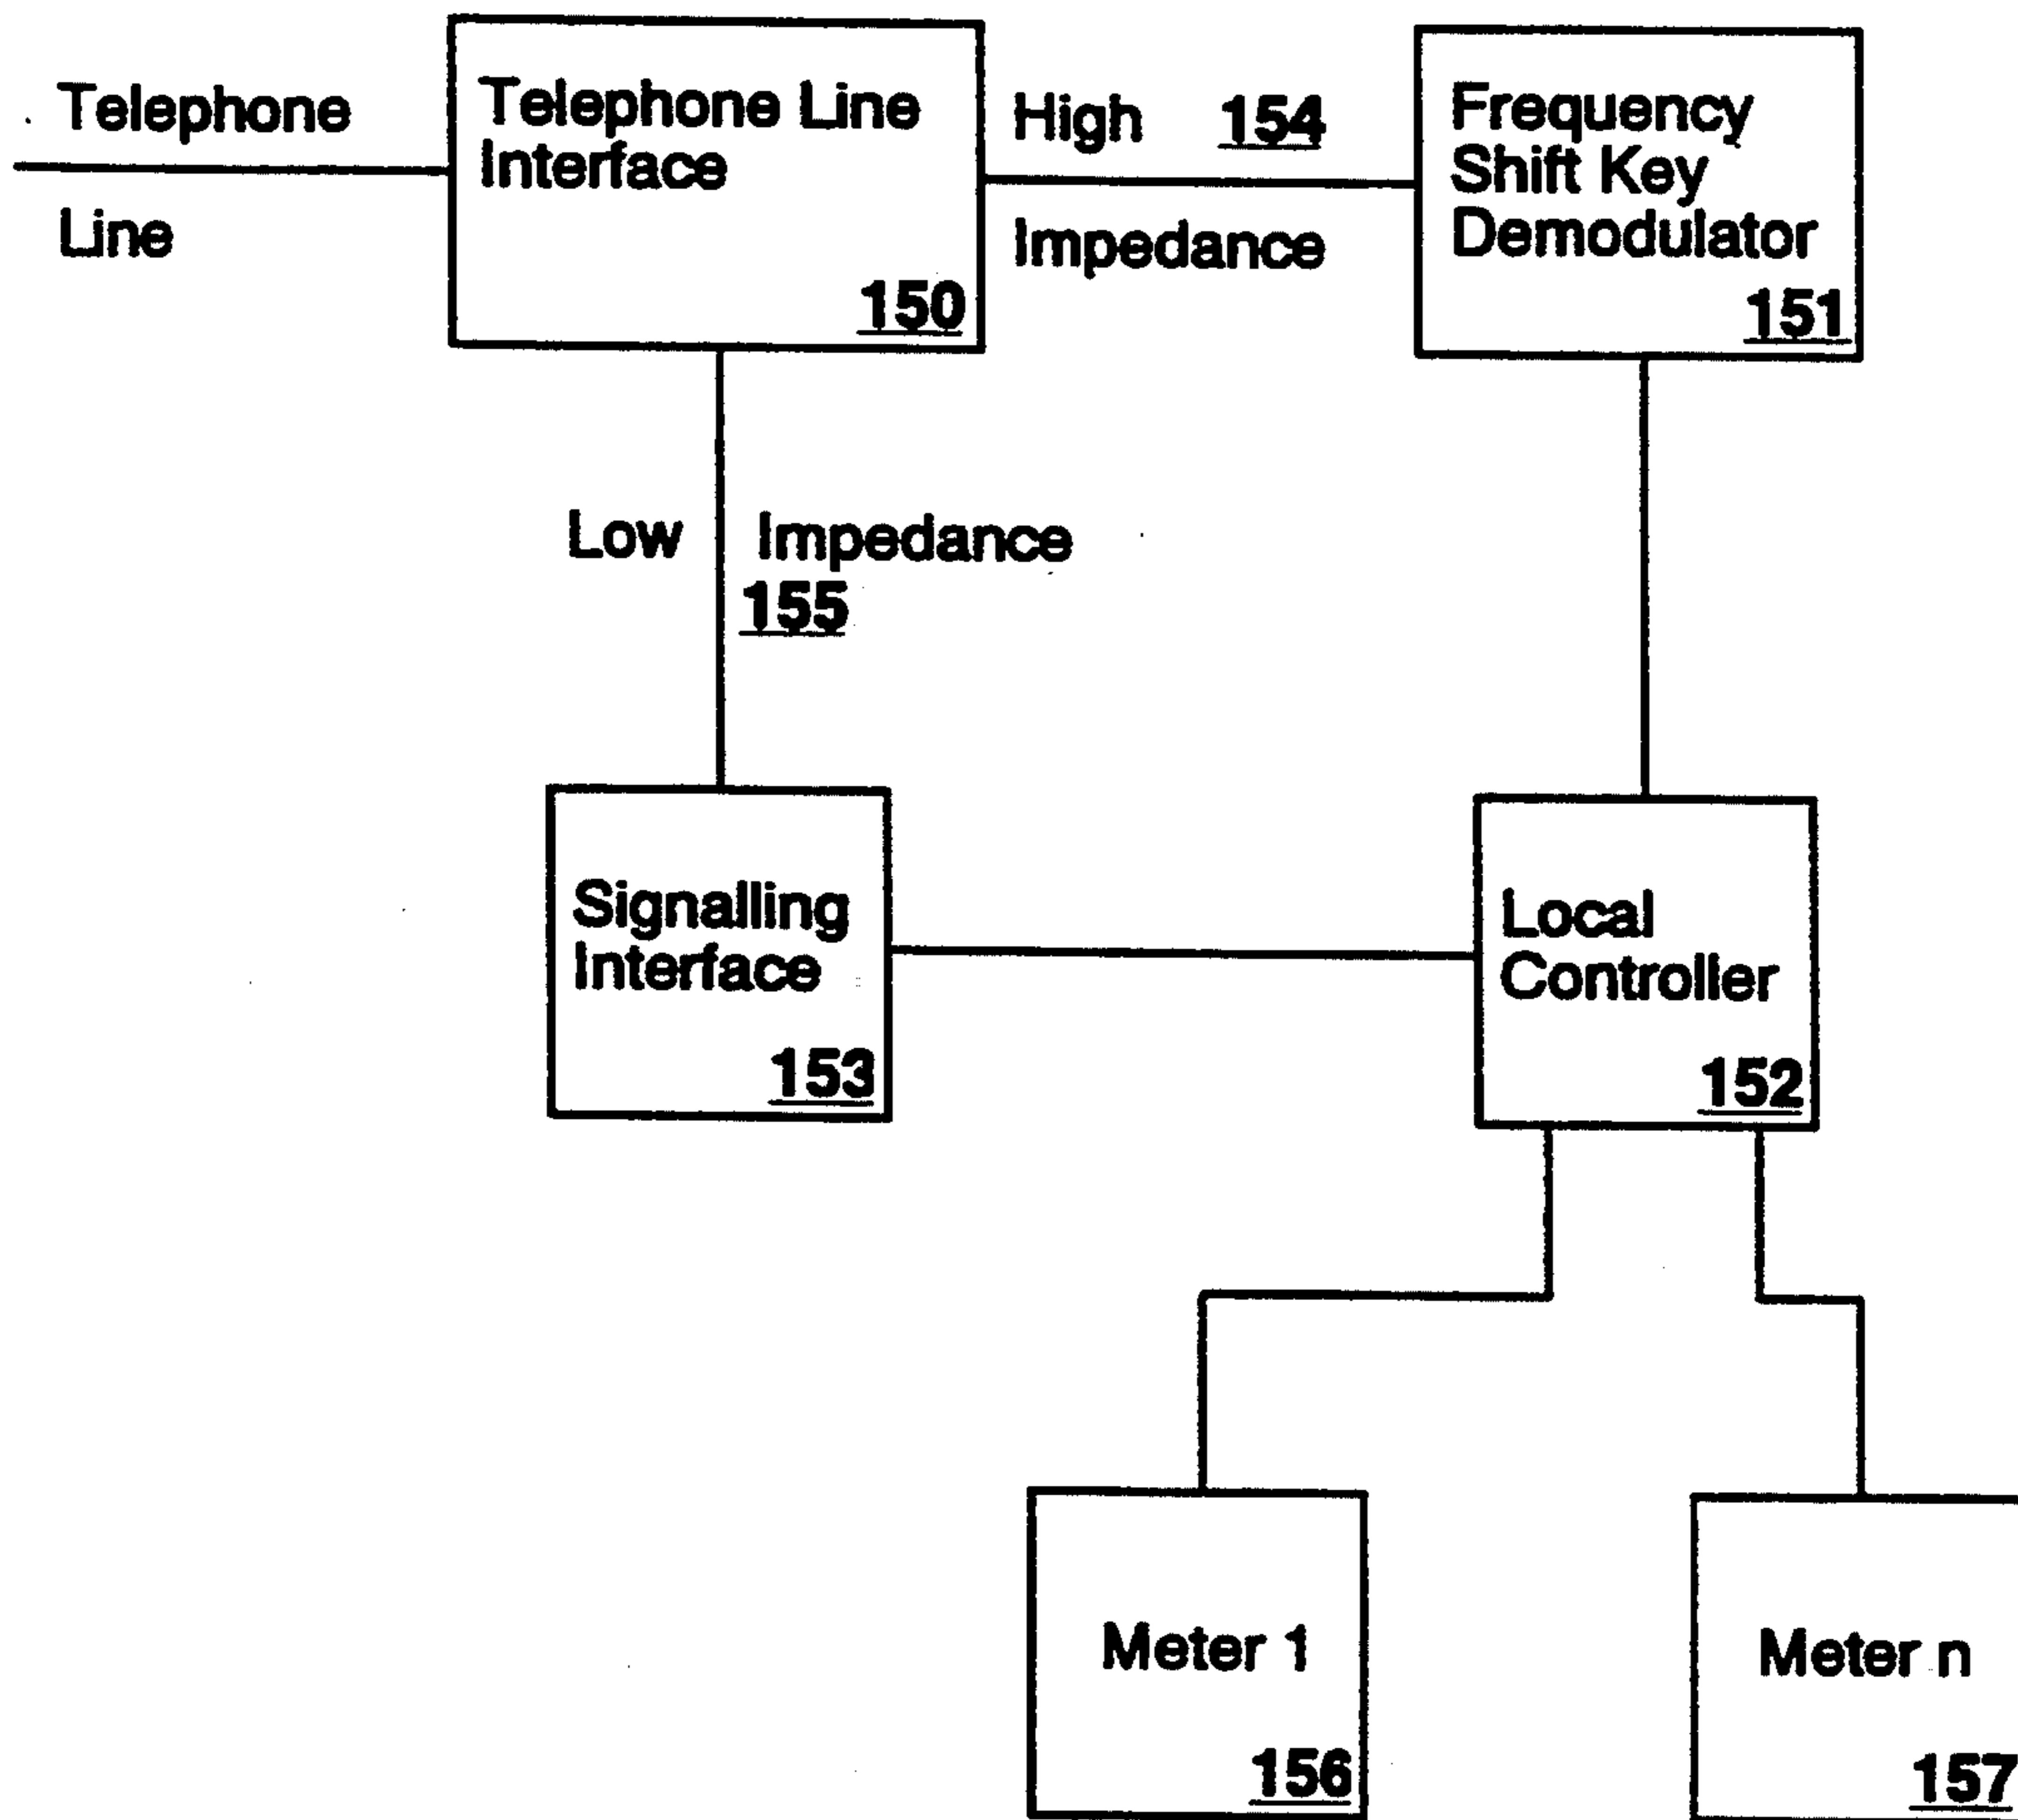 Telephone
Line
Telephone Line
Interface
150
High 154
Impedance
Frequency
Shift Key
Demodulator
151
Low Impedance
155
Signalling
Interface
153
Local
Controller
152
Meter 1
156
Meter n
157